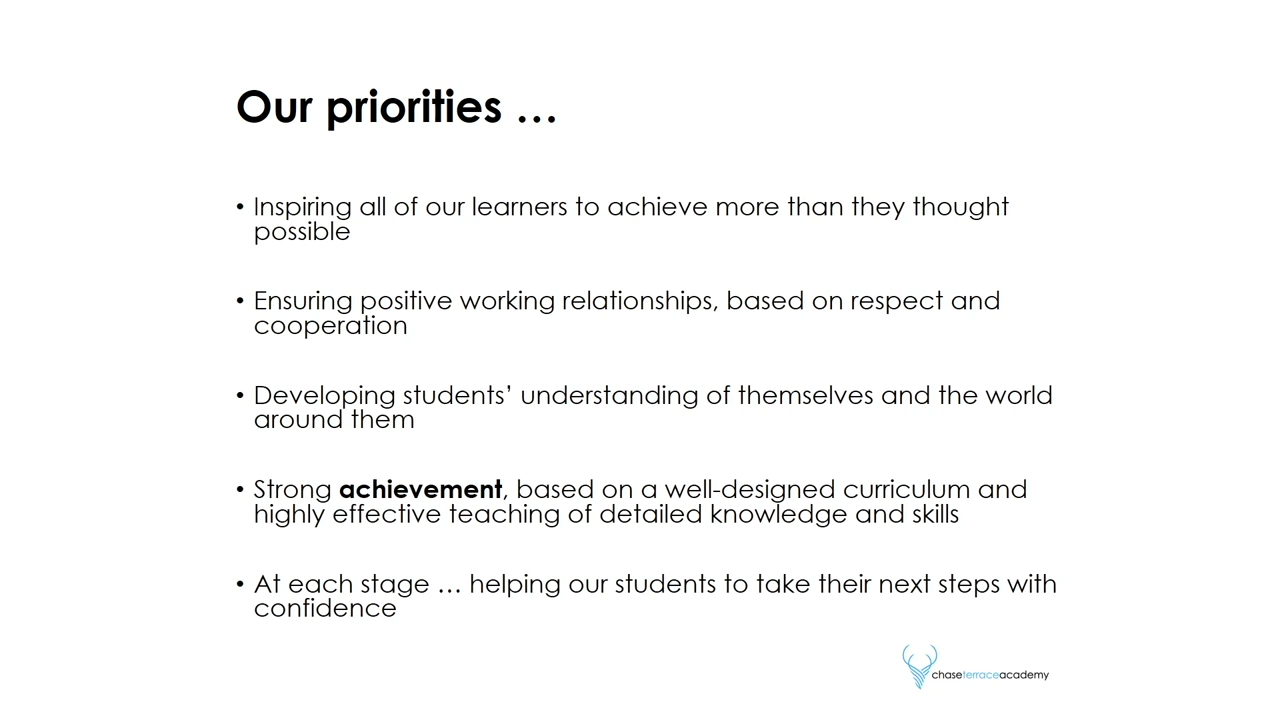 Our priorities …
• Inspiring all of our learners to achieve more than they thought
possible
• Ensuring positive working relationships, based on respect and
cooperation
• Developing students’ understanding of themselves and the world
around them
• Strong achievement, based on a well-designed curriculum and
highly effective teaching of detailed knowledge and skills
• At each stage … helping our students to take their next steps with
confidence
chaseterraceacademy